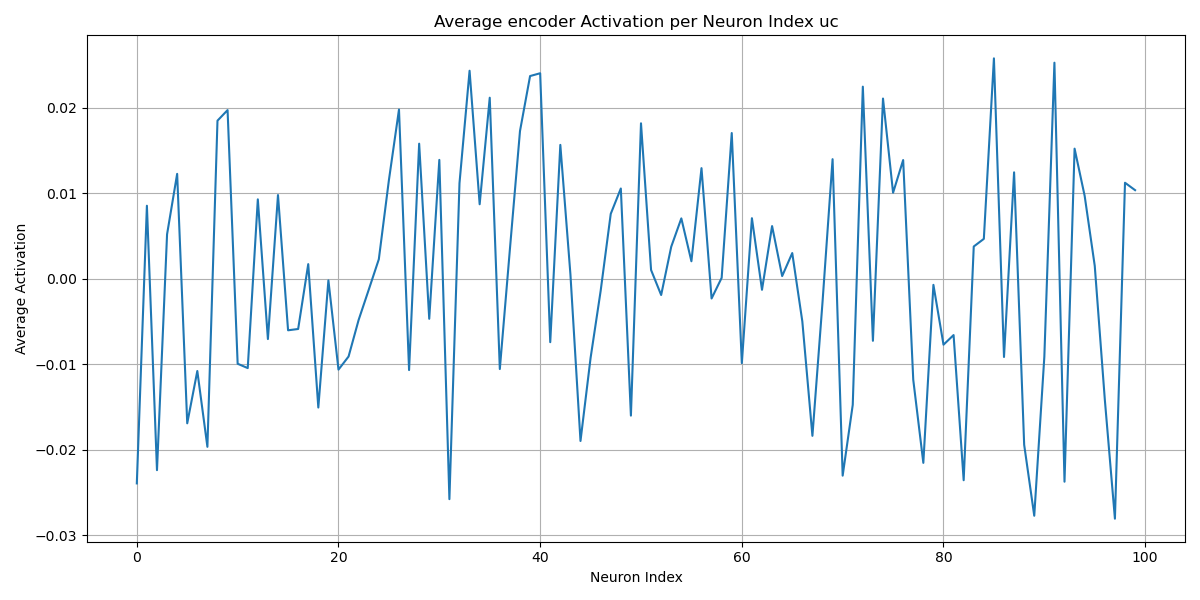 Average encoder Activation per Neuron Index uc
Average Activation
0.02
0.01
0.00
−0.01
−0.02
−0.03
0 20 40 60 80 100
Neuron Index